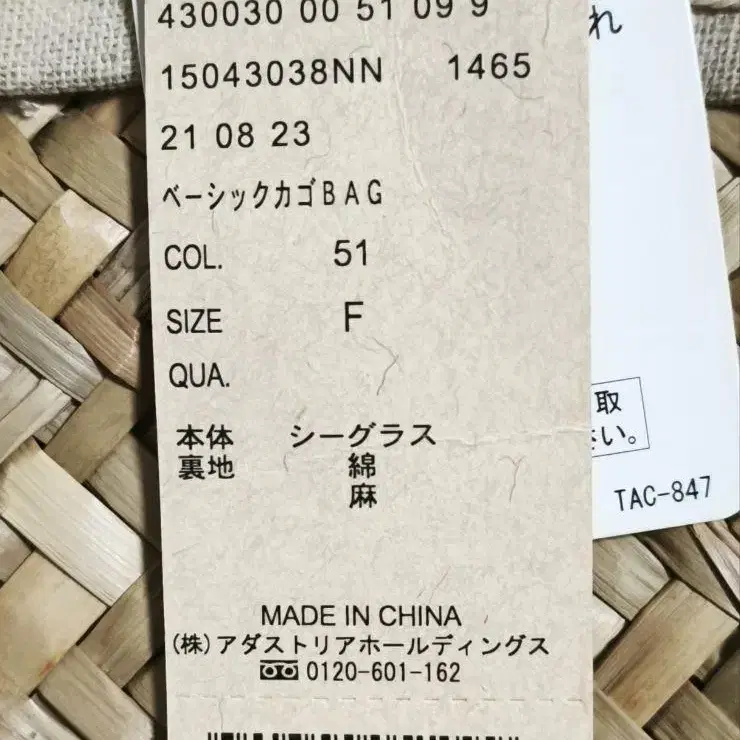 430030 00 51 09 9
れ
15043038NN 1465
21 08 23
ベーシックカゴBAG
COL. 51
SIZE F
QUA.
本体 シーグラス
裏地 綿
麻
取
い。
TAC-847
MADE IN CHINA
(株)アダストリアホールディングス
0120-601-162